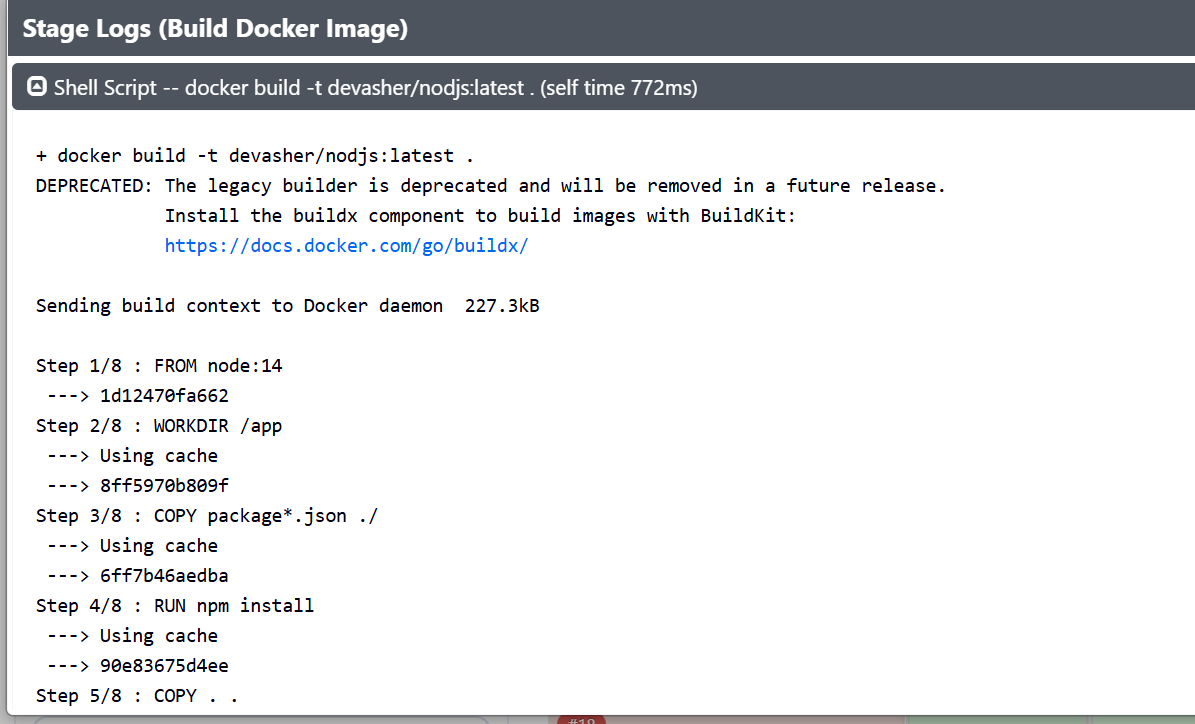 Stage Logs (Build Docker Image)
Shell Script -- docker build -t devasher/nodjs:latest . (self time 772ms)
+ docker build -t devasher/nodjs:latest .
DEPRECATED: The legacy builder is deprecated and will be removed in a future release.
Install the buildx component to build images with BuildKit:
https://docs.docker.com/go/buildx/
Sending build context to Docker daemon  227.3kB
Step 1/8 : FROM node:14
---> 1d12470fa662
Step 2/8 : WORKDIR /app
---> Using cache
---> 8ff5970b809f
Step 3/8 : COPY package*.json ./
---> Using cache
---> 6ff7b46aedba
Step 4/8 : RUN npm install
---> Using cache
---> 90e83675d4ee
Step 5/8 : COPY . .